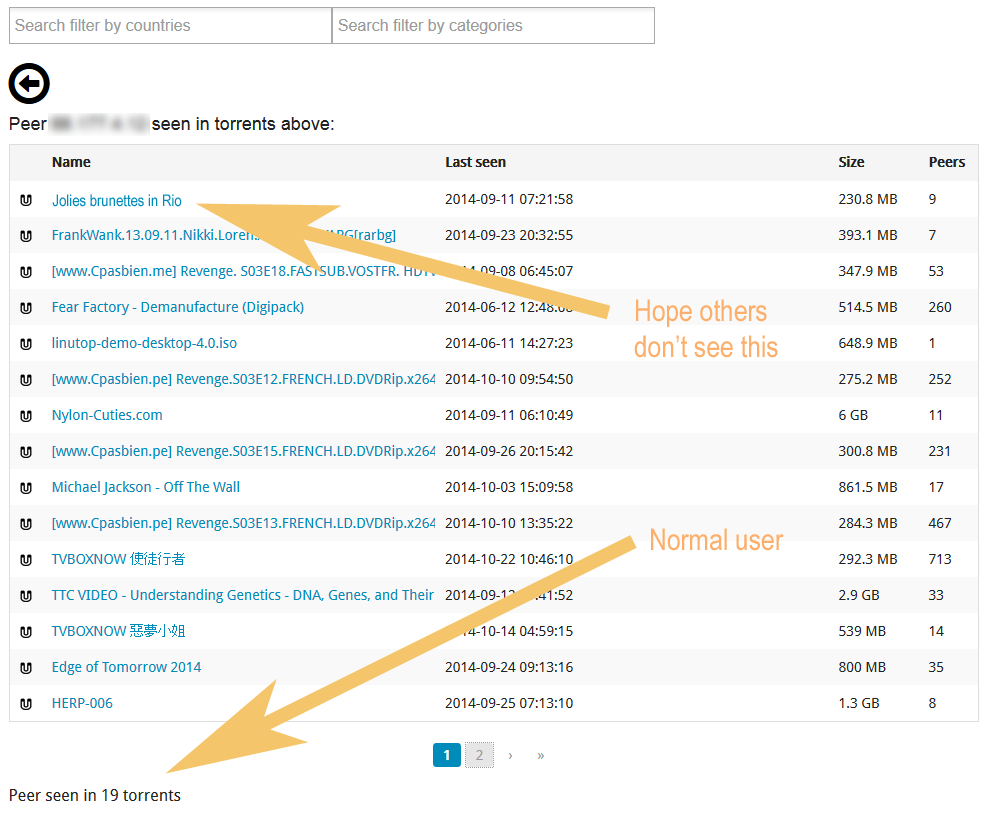 Search filter by countries Search filter by categories
Peer seen in torrents above:
Name Last seen Size Peers
Jolies brunettes in Rio 2014-09-11 07:21:58 230.8 MB 9
FrankWank.13.09.11.Nikki.Loren [rarbg] 2014-09-23 20:32:55 393.1 MB 7
[www.Cpasbien.me] Revenge. S03E18.FASTSUB.VOSTFR. HDTV 2014-09-08 06:45:07 347.9 MB 53
Fear Factory - Demanufacture (Digipack) 2014-06-12 12:48:08 514.5 MB 260
Hope others
don't see this
linutop-demo-desktop-4.0.iso 2014-06-11 14:27:23 648.9 MB 1
[www.Cpasbien.pe] Revenge.S03E12.FRENCH.LD.DVDRip.x264 2014-10-10 09:54:50 275.2 MB 252
Nylon-Cuties.com 2014-09-11 06:10:49 6 GB 11
[www.Cpasbien.pe] Revenge.S03E15.FRENCH.LD.DVDRip.x264 2014-09-26 20:15:42 300.8 MB 231
Michael Jackson - Off The Wall 2014-10-03 15:09:58 861.5 MB 17
[www.Cpasbien.pe] Revenge.S03E13.FRENCH.LD.DVDRip.x264 2014-10-10 13:35:22 284.3 MB 467
Normal user
TVBOXNOW 使徒行者 2014-10-22 10:46:10 292.3 MB 713
TTC VIDEO - Understanding Genetics - DNA, Genes, and Their 41:52 2.9 GB 33
TVBOXNOW 惡夢小姐 10-14 04:59:15 539 MB 14
Edge of Tomorrow 2014 2014-09-24 09:13:16 800 MB 35
HERP-006 2014-09-25 07:13:10 1.3 GB 8
1 2 › »
Peer seen in 19 torrents